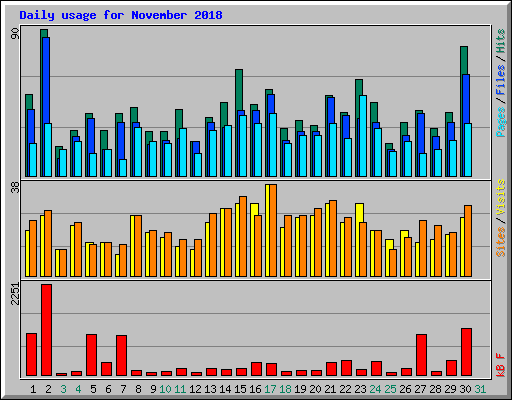 Daily usage for November 2018
90
Pages / Files / Hits
38
Sites / Visits
2251
kB F
1 2 3 4 5 6 7 8 9 10 11 12 13 14 15 16 17 18 19 20 21 22 23 24 25 26 27 28 29 30 31